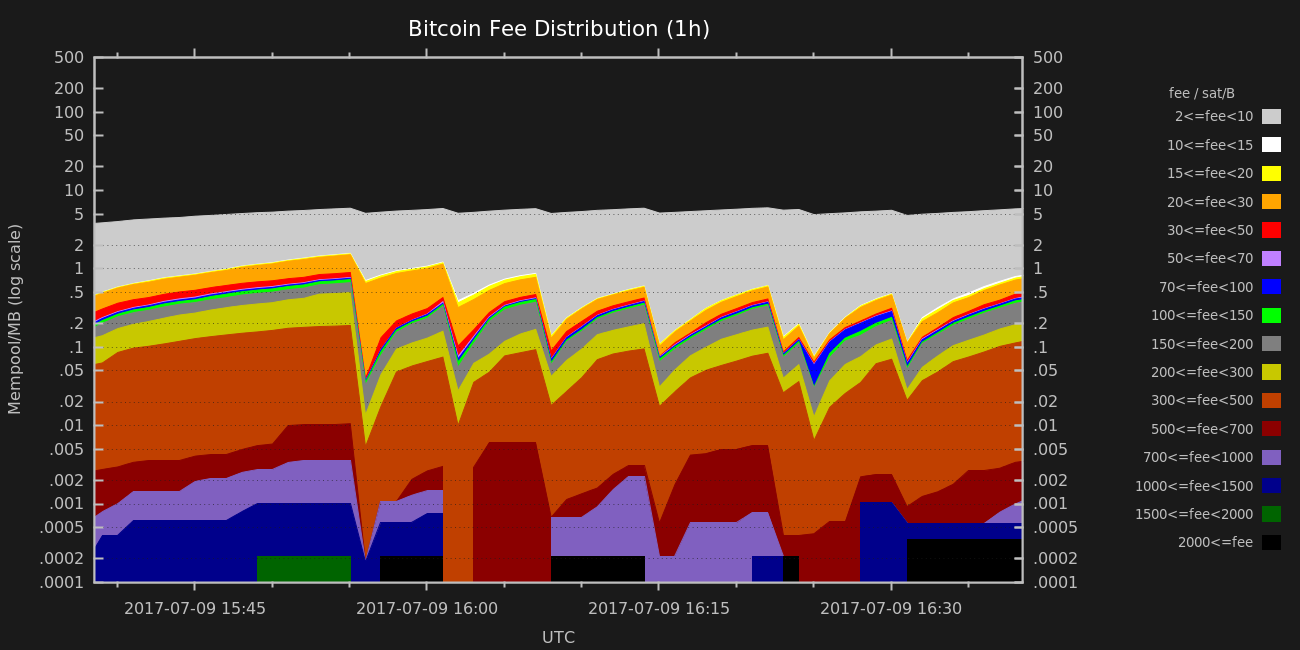 Bitcoin Fee Distribution (1h)
500
200
100
50
20
10
5
2
1
.5
.2
.1
.05
.02
.01
.005
.002
.001
.0005
.0002
.0001
Mempool/MB (log scale)
500
200
100
50
20
10
5
2
1
.5
.2
.1
.05
.02
.01
.005
.002
.001
.0005
.0002
.0001
2017-07-09 15:45 2017-07-09 16:00 2017-07-09 16:15 2017-07-09 16:30
UTC
fee / sat/B
2<=fee<10
10<=fee<15
15<=fee<20
20<=fee<30
30<=fee<50
50<=fee<70
70<=fee<100
100<=fee<150
150<=fee<200
200<=fee<300
300<=fee<500
500<=fee<700
700<=fee<1000
1000<=fee<1500
1500<=fee<2000
2000<=fee